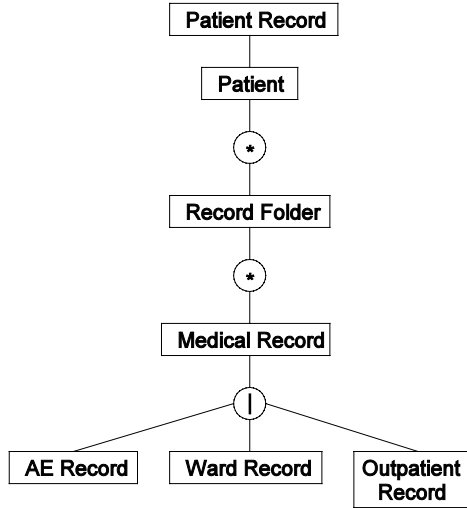 Patient Record
Patient
*
Record Folder
*
Medical Record
|
AE Record
Ward Record
Outpatient
Record